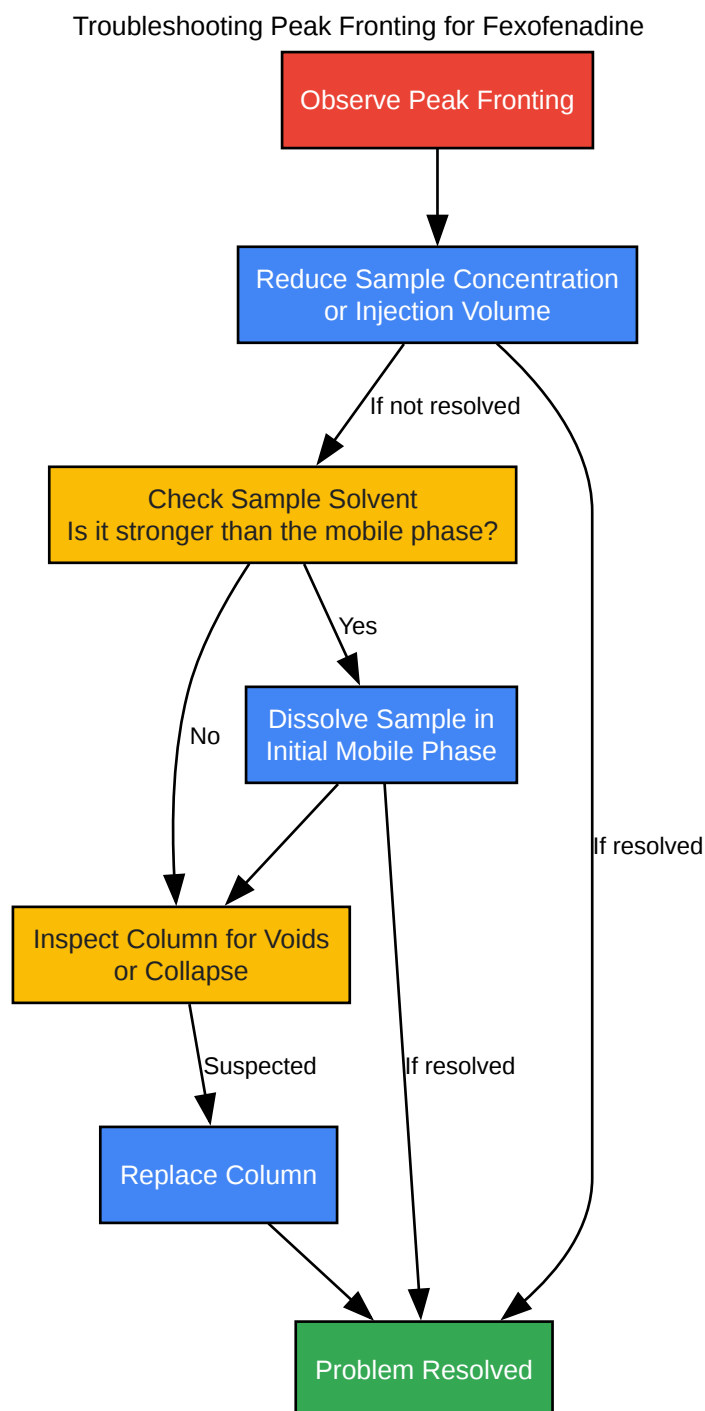 Troubleshooting Peak Fronting for Fexofenadine
Observe Peak Fronting
Reduce Sample Concentration
or Injection Volume
If not resolved
Check Sample Solvent
Is it stronger than the mobile phase?
Yes
Dissolve Sample in
Initial Mobile Phase
No
If resolved
Inspect Column for Voids
or Collapse
Suspected
If resolved
Replace Column
Problem Resolved